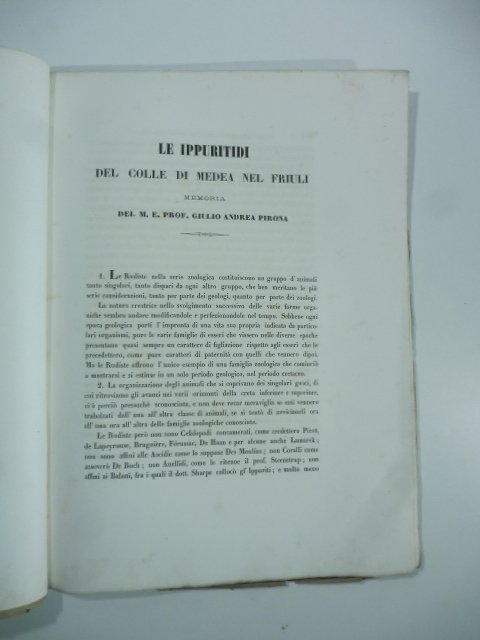 LE IPPURITIDI
DEL COLLE DI MEDEA NEL FRIULI
MEMORIA
DEL M. E. PROF. GIULIO ANDREA PIRONA
1. Le Rudiste nella serie zoologica costituiscono un gruppo d' animali
tanto singolari, tanto dispari da ogni altro gruppo, che ben meritano le più
serie considerazioni, tanto per parte dei geologi, quanto per parte dei zoologi.
La natura creatrice nello svolgimento successivo delle varie forme orga-
niche sembra andare modificandole e perfezionandole nel tempo. Sebbene ogni
epoca geologica porti l' impronta di una vita sua propria indicata da partico-
lari organismi, pure le varie famiglie di esseri che vissero nelle diverse epoche
presentano quasi sempre un carattere di figliazione rispetto agli esseri che le
precedettero, come pure caratteri di paternità con quelli che vennero dipoi.
Ma le Rudiste offrono l' unico esempio di una famiglia zoologica che cominciò
a mostrarsi e si estinse in un solo periodo geologico, nel periodo cretaceo.
2. La organizzazione degli animali che si coprivano dei singolari gusci, di
cui ritroviamo gli avanzi nei varii orizzonti della creta inferiore e superiore,
ci è perciò pressochè sconosciuta, e non deve recar meraviglia se essi vennero
trabalzati dall' una all' altra classe di animali, se si tentò di avvicinarli ora
all' una ora all' altra delle famiglie zoologiche conosciute.
Le Rudiste però non sono Cefalopodi concamerati, come credettero Picot,
de Lapeyrouse, Bruguière, Férussac, De Haan e per alcune anche Lamarck;
non sono affini alle Ascidie come lo suppose Des Moulins; non Coralli come
asseverò De Buch; non Anellidi, come le ritenne il prof. Steenstrup; non
affini ai Balani, fra i quali il dott. Sharpe collocò gl' Ippuriti; e molto meno